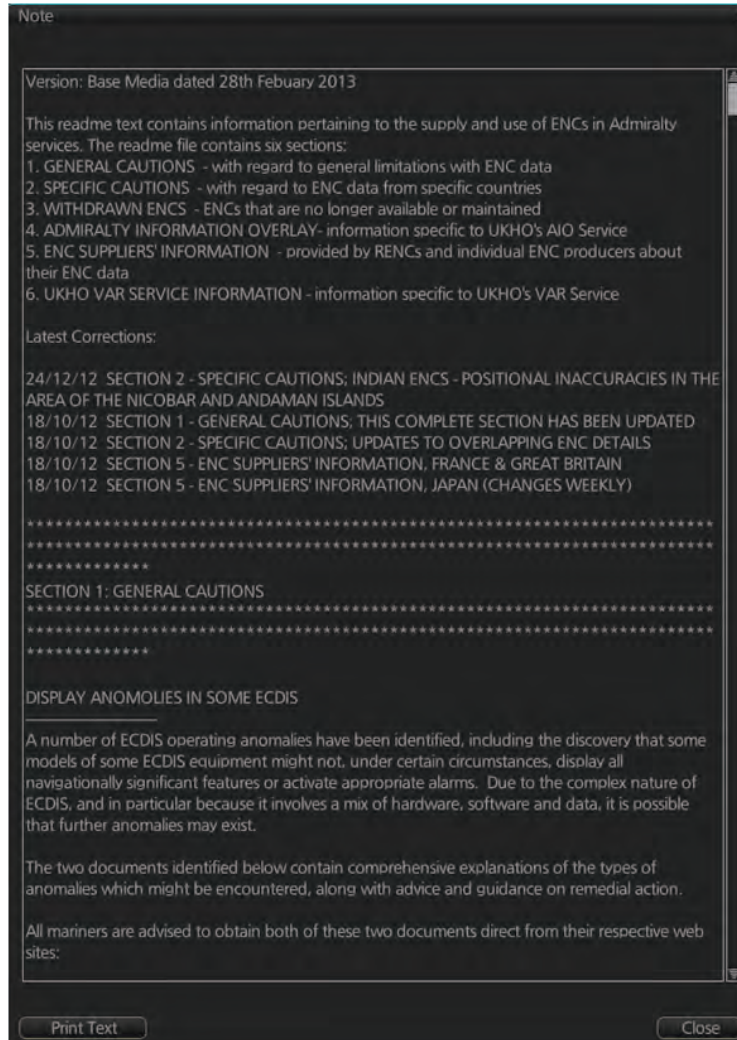 Note
Version: Base Media dated 28th Febuary 2013
This readme text contains information pertaining to the supply and use of ENCs in Admiralty
services. The readme file contains six sections:
1. GENERAL CAUTIONS - with regard to general limitations with ENC data
2. SPECIFIC CAUTIONS - with regard to ENC data from specific countries
3. WITHDRAWN ENCS - ENCs that are no longer available or maintained
4. ADMIRALTY INFORMATION OVERLAY- information specific to UKHO's AIO Service
5. ENC SUPPLIERS' INFORMATION - provided by RENCs and individual ENC producers about
their ENC data
6. UKHO VAR SERVICE INFORMATION - information specific to UKHO's VAR Service
Latest Corrections:
24/12/12 SECTION 2 - SPECIFIC CAUTIONS; INDIAN ENCS - POSITIONAL INACCURACIES IN THE
AREA OF THE NICOBAR AND ANDAMAN ISLANDS
18/10/12 SECTION 1 - GENERAL CAUTIONS; THIS COMPLETE SECTION HAS BEEN UPDATED
18/10/12 SECTION 2 - SPECIFIC CAUTIONS; UPDATES TO OVERLAPPING ENC DETAILS
18/10/12 SECTION 5 - ENC SUPPLIERS' INFORMATION, FRANCE & GREAT BRITAIN
18/10/12 SECTION 5 - ENC SUPPLIERS' INFORMATION, JAPAN (CHANGES WEEKLY)
************************************************************************
************************************************************************
*************
SECTION 1: GENERAL CAUTIONS
************************************************************************
************************************************************************
*************
DISPLAY ANOMOLIES IN SOME ECDIS
A number of ECDIS operating anomalies have been identified, including the discovery that some
models of some ECDIS equipment might not, under certain circumstances, display all
navigationally significant features or activate appropriate alarms. Due to the complex nature of
ECDIS, and in particular because it involves a mix of hardware, software and data, it is possible
that further anomalies may exist.
The two documents identified below contain comprehensive explanations of the types of
anomalies which might be encountered, along with advice and guidance on remedial action.
All mariners are advised to obtain both of these two documents direct from their respective web
sites:
Print Text
Close